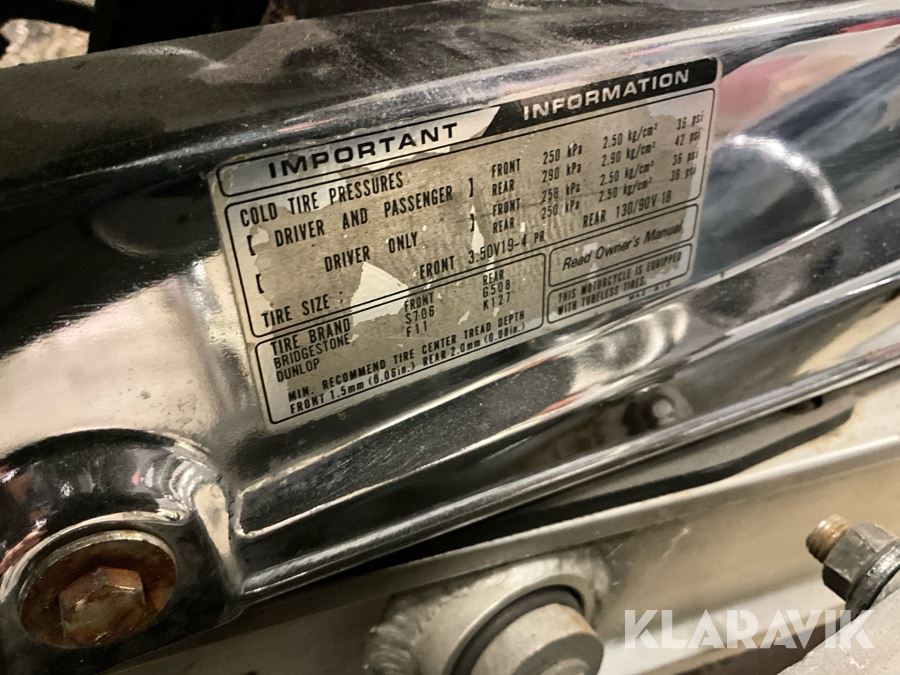 IMPORTANT INFORMATION
COLD TIRE PRESSURES
[ DRIVER AND PASSENGER ] FRONT 250 kPa 2.50 kg/cm² 36 psi
REAR 290 kPa 2.90 kg/cm² 42 psi
[ DRIVER ONLY ] FRONT 250 kPa 2.50 kg/cm² 36 psi
REAR 250 kPa 2.50 kg/cm² 36 psi
TIRE SIZE : FRONT 3.50V19-4 PR REAR 130/90V 18
TIRE BRAND FRONT REAR
BRIDGESTONE S706 G508
DUNLOP F11 K127
MIN. RECOMMEND TIRE CENTER TREAD DEPTH
FRONT 1.5mm (0.06in.) REAR 2.0mm (0.08in.)
Read Owner's Manual
THIS MOTORCYCLE IS EQUIPPED
WITH TUBELESS TIRES.
KLARAVIK